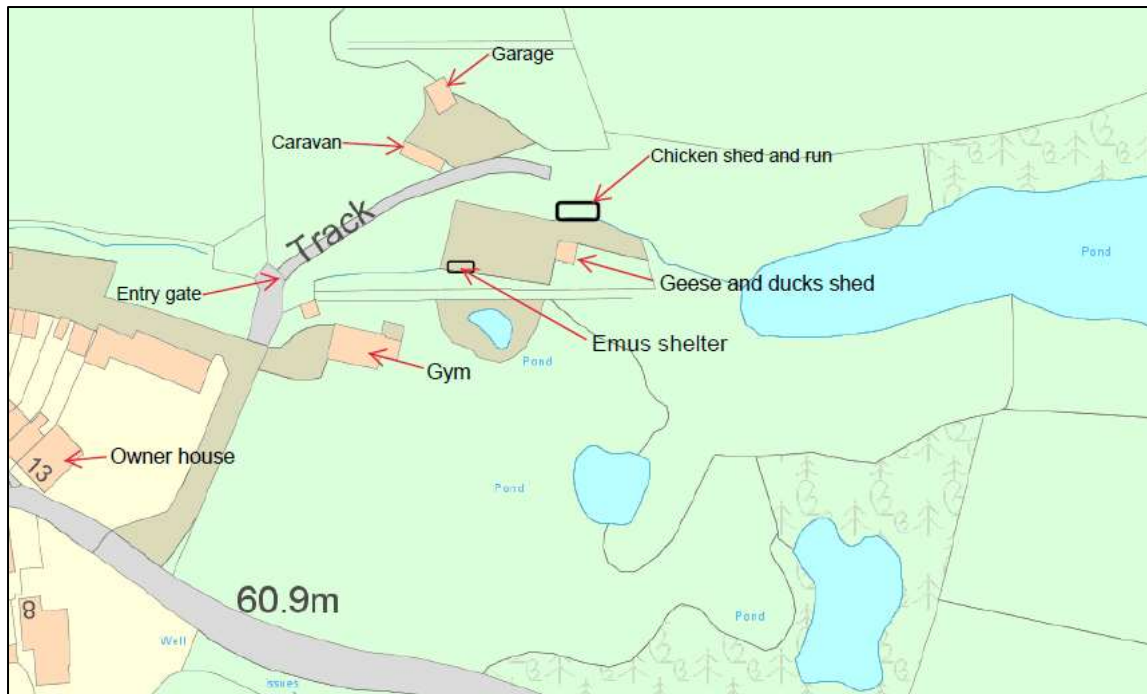 Garage
Caravan
Chicken shed and run
Track
Pond
Entry gate
Geese and ducks shed
Emus shelter
Pond
Gym
Owner house
13
Pond
60.9m
8
Pond
Well
Issues